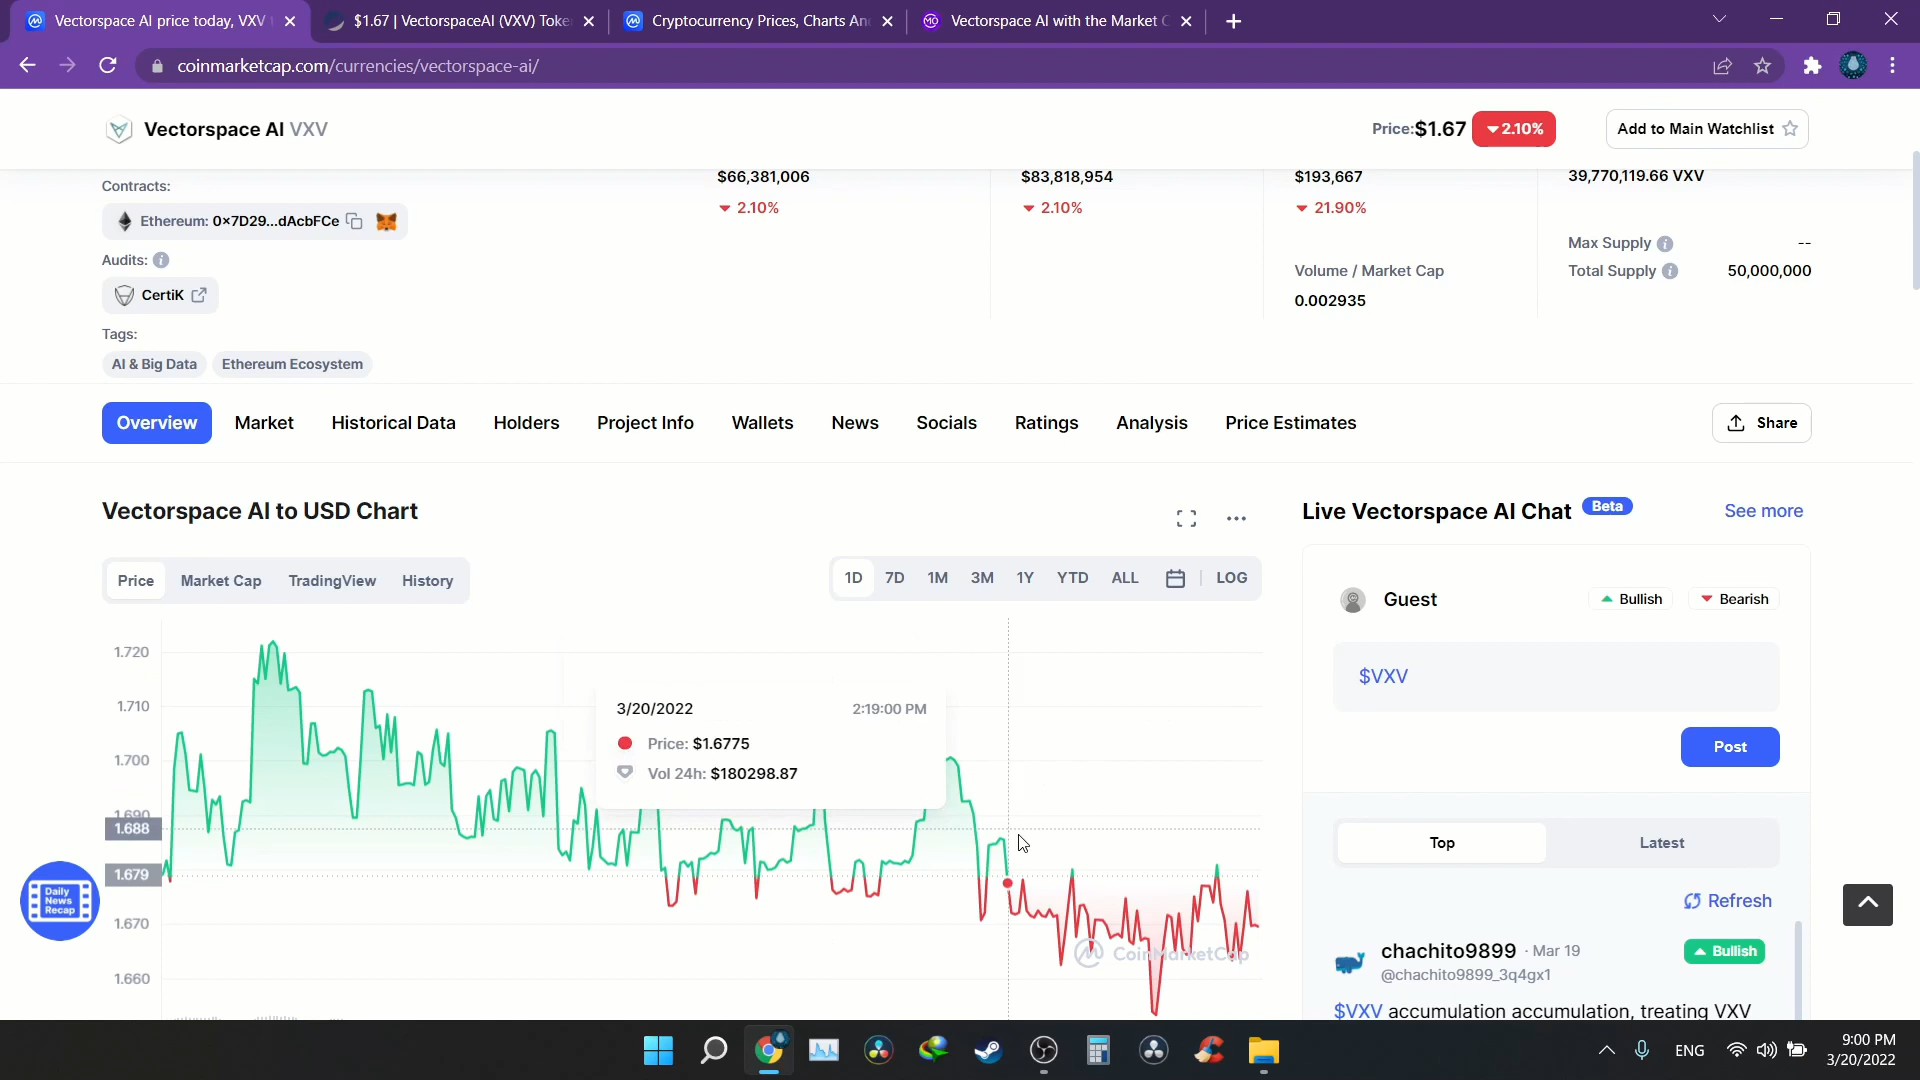 Vectorspace AI price today, VXV
$1.67 | VectorspaceAI (VXV) Toke
Cryptocurrency Prices, Charts An
Vectorspace AI with the Market C
coinmarketcap.com/currencies/vectorspace-ai/
Vectorspace AI VXV
Price:$1.67 2.10%
Add to Main Watchlist
Contracts:
$66,381,006
$83,818,954
$193,667
39,770,119.66 VXV
2.10%
2.10%
21.90%
Ethereum: 0x7D29...dAcbFCe
Max Supply --
Audits:
Volume / Market Cap
Total Supply 50,000,000
CertiK
0.002935
Tags:
AI & Big Data
Ethereum Ecosystem
Overview Market Historical Data Holders Project Info Wallets News Socials Ratings Analysis Price Estimates
Share
Vectorspace AI to USD Chart
Live Vectorspace AI Chat Beta
See more
Price Market Cap TradingView History
1D 7D 1M 3M 1Y YTD ALL LOG
Guest
Bullish
Bearish
1.720
$VXV
1.710
3/20/2022 2:19:00 PM
Price: $1.6775
Post
1.700
Vol 24h: $180298.87
1.690
1.688
Top
Latest
1.679
Daily
News
Recap
Refresh
1.670
CoinMarketCap
chachito9899 · Mar 19
Bullish
@chachito9899_3q4gx1
1.660
$VXV accumulation accumulation, treating VXV
ENG
9:00 PM
3/20/2022